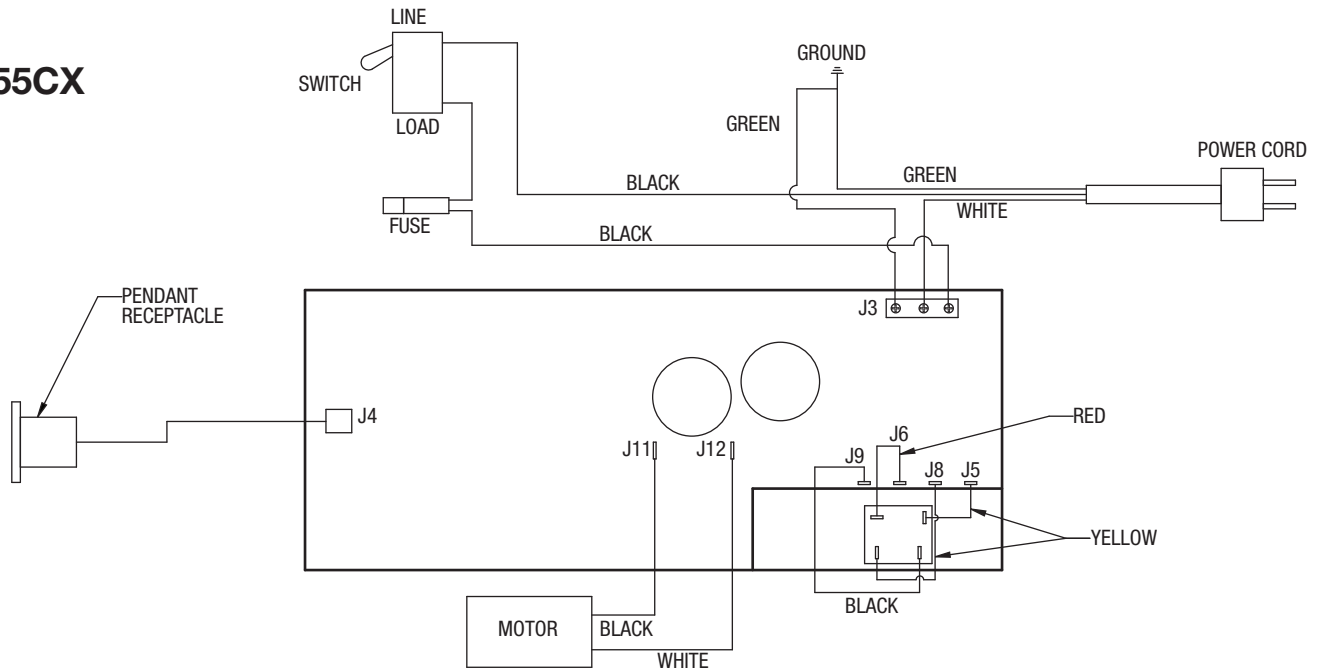 55CX
LINE
SWITCH
LOAD
FUSE
GROUND
GREEN
POWER CORD
BLACK
GREEN
WHITE
BLACK
PENDANT
RECEPTACLE
J3
J4
J11
J12
J9
J6
J8
J5
RED
YELLOW
BLACK
MOTOR
BLACK
WHITE